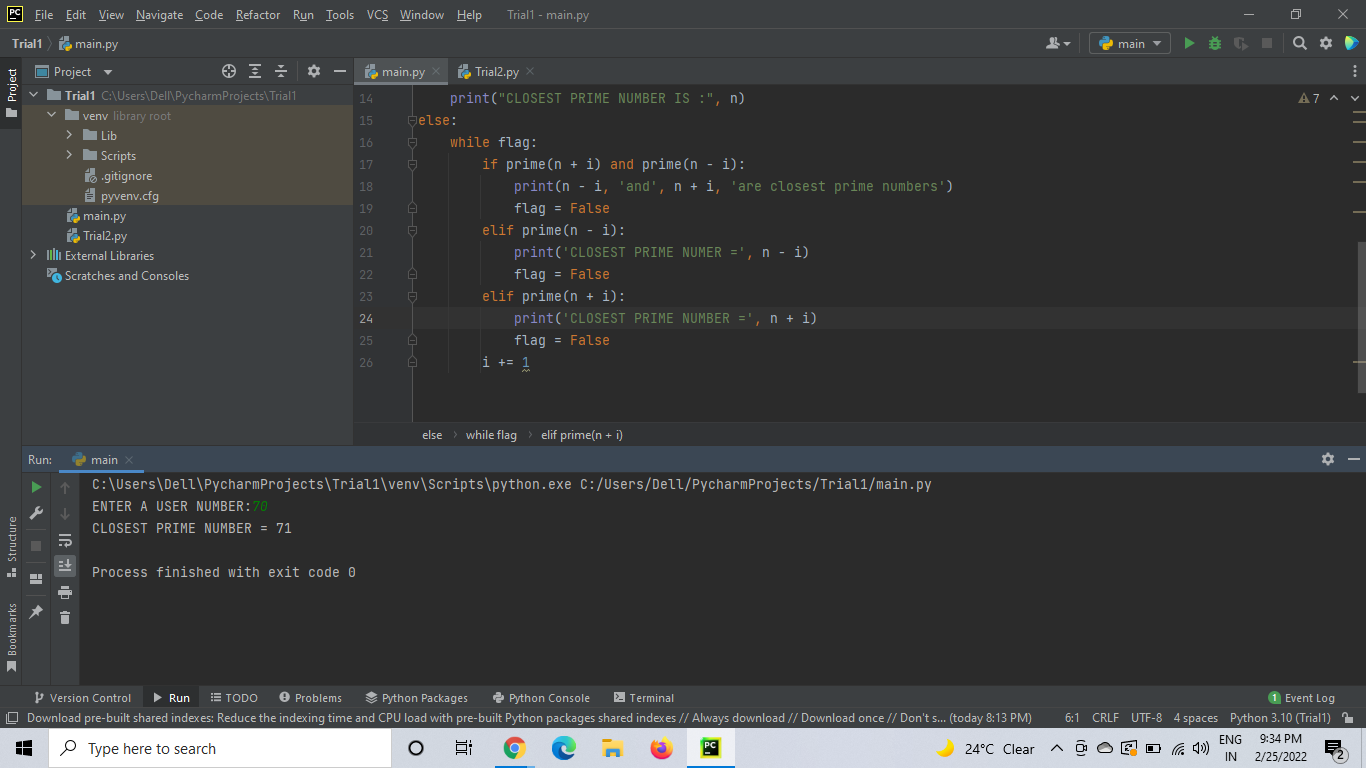 PC File Edit View Navigate Code Refactor Run Tools VCS Window Help Trial1 - main.py
Trial1 main.py main
Project Project main.py Trial2.py
Trial1 C:\Users\Dell\PycharmProjects\Trial1
venv library root
Lib
Scripts
.gitignore
pyvenv.cfg
main.py
Trial2.py
External Libraries
Scratches and Consoles
7
14 print("CLOSEST PRIME NUMBER IS :", n)
15 else:
16 while flag:
17 if prime(n + i) and prime(n - i):
18 print(n - i, 'and', n + i, 'are closest prime numbers')
19 flag = False
20 elif prime(n - i):
21 print('CLOSEST PRIME NUMER =', n - i)
22 flag = False
23 elif prime(n + i):
24 print('CLOSEST PRIME NUMBER =', n + i)
25 flag = False
26 i += 1
else while flag elif prime(n + i)
Run: main
C:\Users\Dell\PycharmProjects\Trial1\venv\Scripts\python.exe C:/Users/Dell/PycharmProjects/Trial1/main.py
ENTER A USER NUMBER:70
CLOSEST PRIME NUMBER = 71
Process finished with exit code 0
Structure
Bookmarks
Version Control Run TODO Problems Python Packages Python Console Terminal 1 Event Log
Download pre-built shared indexes: Reduce the indexing time and CPU load with pre-built Python packages shared indexes // Always download // Download once // Don't s... (today 8:13 PM) 6:1 CRLF UTF-8 4 spaces Python 3.10 (Trial1)
Type here to search PC 24°C Clear ENG 9:34 PM
IN 2/25/2022 2